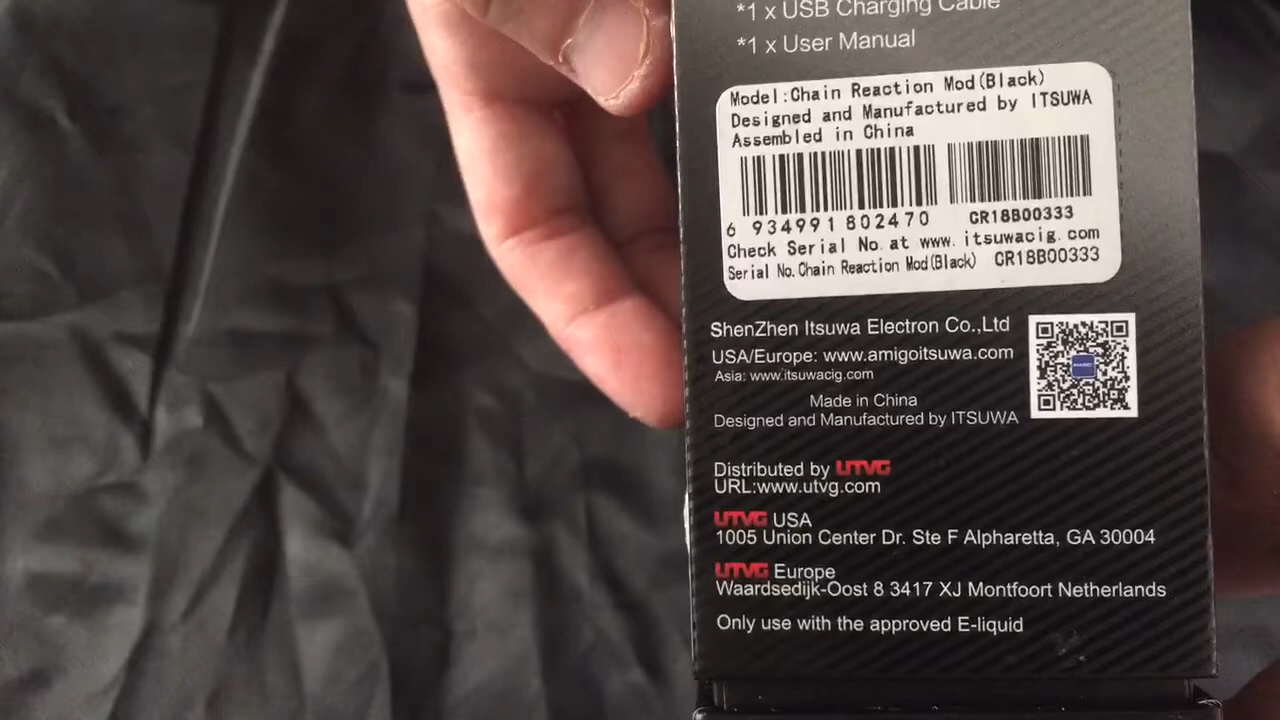 *1 x USB Charging Cable
*1 x User Manual
Model:Chain Reaction Mod(Black)
Designed and Manufactured by ITSUWA
Assembled in China
6 934991 802470
CR18B00333
Check Serial No. at www.itsuwacig.com
Serial No.Chain Reaction Mod(Black) CR18B00333
ShenZhen Itsuwa Electron Co.,Ltd
USA/Europe: www.amigoitsuwa.com
Asia: www.itsuwacig.com
Made in China
Designed and Manufactured by ITSUWA
Distributed by UTVG
URL:www.utvg.com
UTVG USA
1005 Union Center Dr. Ste F Alpharetta, GA 30004
UTVG Europe
Waardsedijk-Oost 8 3417 XJ Montfoort Netherlands
Only use with the approved E-liquid